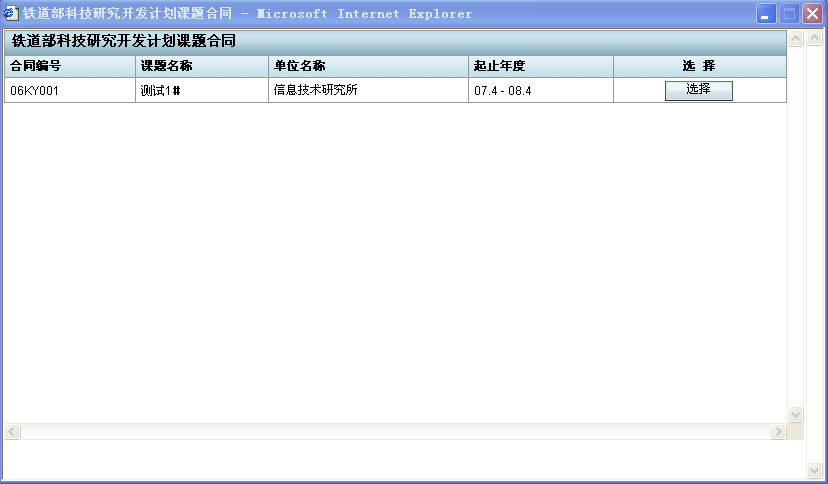 铁道部科技研究开发计划课题合同 - Microsoft Internet Explorer
铁道部科技研究开发计划课题合同
合同编号 课题名称 单位名称 起止年度 选 择
06KY001 测试1# 信息技术研究所 07.4 - 08.4 选择